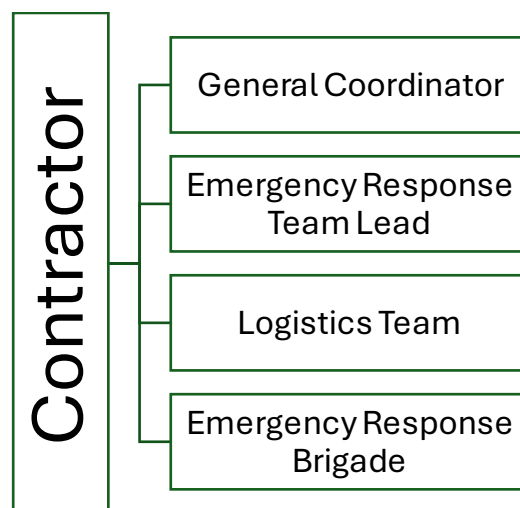 Contractor
General Coordinator
Emergency Response
Team Lead
Logistics Team
Emergency Response
Brigade